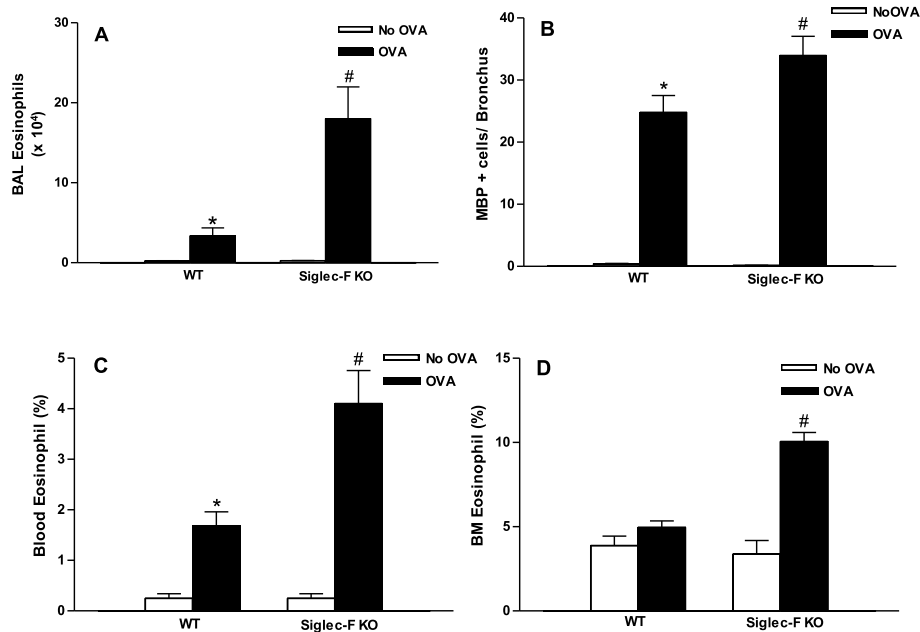 A
No OVA
OVA
BAL Eosinophils
(x 10⁴)
30
20
10
0
*
#
WT
Siglec-F KO
B
NoOVA
OVA
MBP + cells/ Bronchus
40
30
20
10
0
*
#
WT
Siglec-F KO
C
No OVA
OVA
Blood Eosinophil (%)
5
4
3
2
1
0
*
#
WT
Siglec-F KO
D
No OVA
OVA
BM Eosinophil (%)
15
10
5
0
#
WT
Siglec-F KO